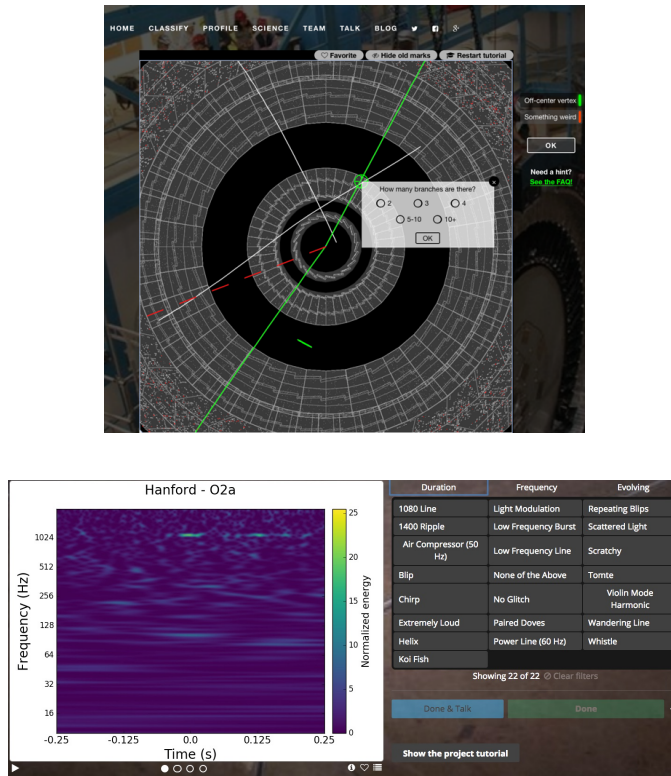 HOME CLASSIFY PROFILE SCIENCE TEAM TALK BLOG
Favorite Hide old marks Restart tutorial
Off-center vertex
Something weird
OK
Need a hint?
See the FAQ!
How many branches are there?
2 3 4
5-10 10+
OK
Hanford - O2a
1024
512
256
128
64
32
16
Frequency (Hz)
-0.25 -0.125 0.0 0.125 0.25
Time (s)
25
20
15
10
5
0
Normalized energy
Duration Frequency Evolving
1080 Line Light Modulation Repeating Blips
1400 Ripple Low Frequency Burst Scattered Light
Air Compressor (50
Hz) Low Frequency Line Scratchy
Blip None of the Above Tomte
Chirp No Glitch Violin Mode
Harmonic
Extremely Loud Paired Doves Wandering Line
Helix Power Line (60 Hz) Whistle
Koi Fish
Showing 22 of 22 Clear filters
Done & Talk Done
Show the project tutorial